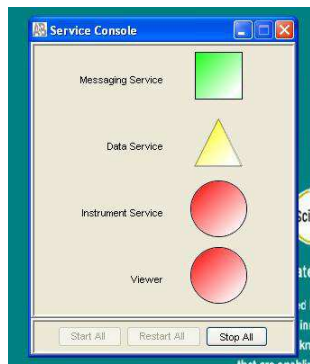 Service Console
Messaging Service
Data Service
Instrument Service
Viewer
Start All Restart All Stop All